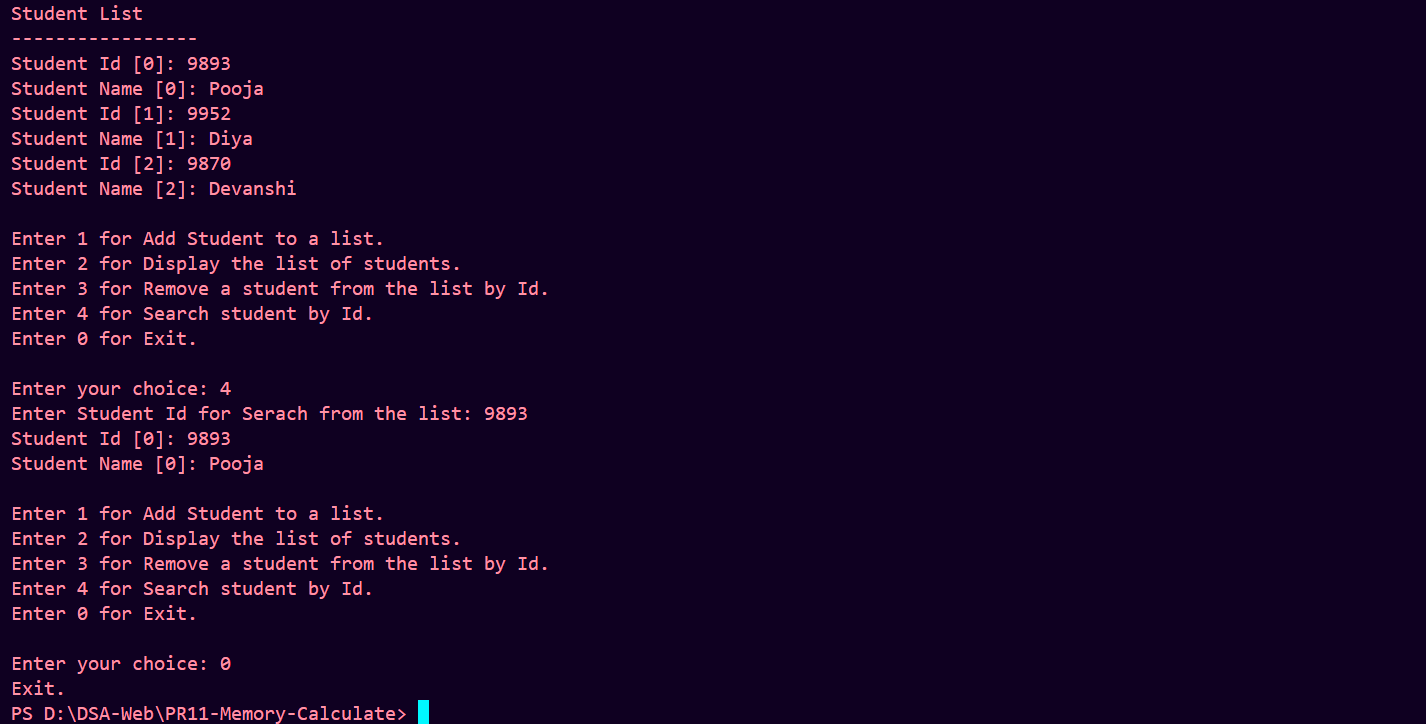 Student List
-----------------
Student Id [0]: 9893
Student Name [0]: Pooja
Student Id [1]: 9952
Student Name [1]: Diya
Student Id [2]: 9870
Student Name [2]: Devanshi

Enter 1 for Add Student to a list.
Enter 2 for Display the list of students.
Enter 3 for Remove a student from the list by Id.
Enter 4 for Search student by Id.
Enter 0 for Exit.

Enter your choice: 4
Enter Student Id for Serach from the list: 9893
Student Id [0]: 9893
Student Name [0]: Pooja

Enter 1 for Add Student to a list.
Enter 2 for Display the list of students.
Enter 3 for Remove a student from the list by Id.
Enter 4 for Search student by Id.
Enter 0 for Exit.

Enter your choice: 0
Exit.
PS D:\DSA-Web\PR11-Memory-Calculate>